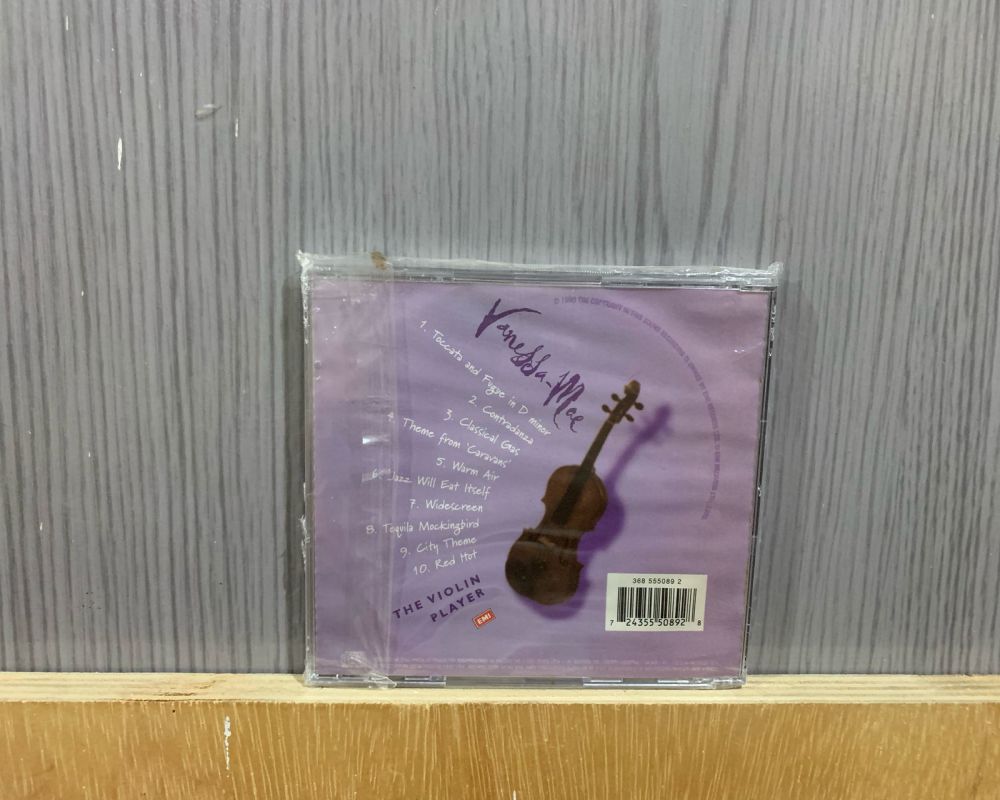 Vanessa-Mae
1. Toccata and Fugue in D minor
2. Contradanza
3. Classical Gas
4. Theme from 'Caravans'
5. Warm Air
6. Jazz Will Eat Itself
7. Widescreen
8. Tequila Mockingbird
9. City Theme
10. Red Hot
THE VIOLIN
PLAYER
EMI
368 555089 2
7 24355 50892 8